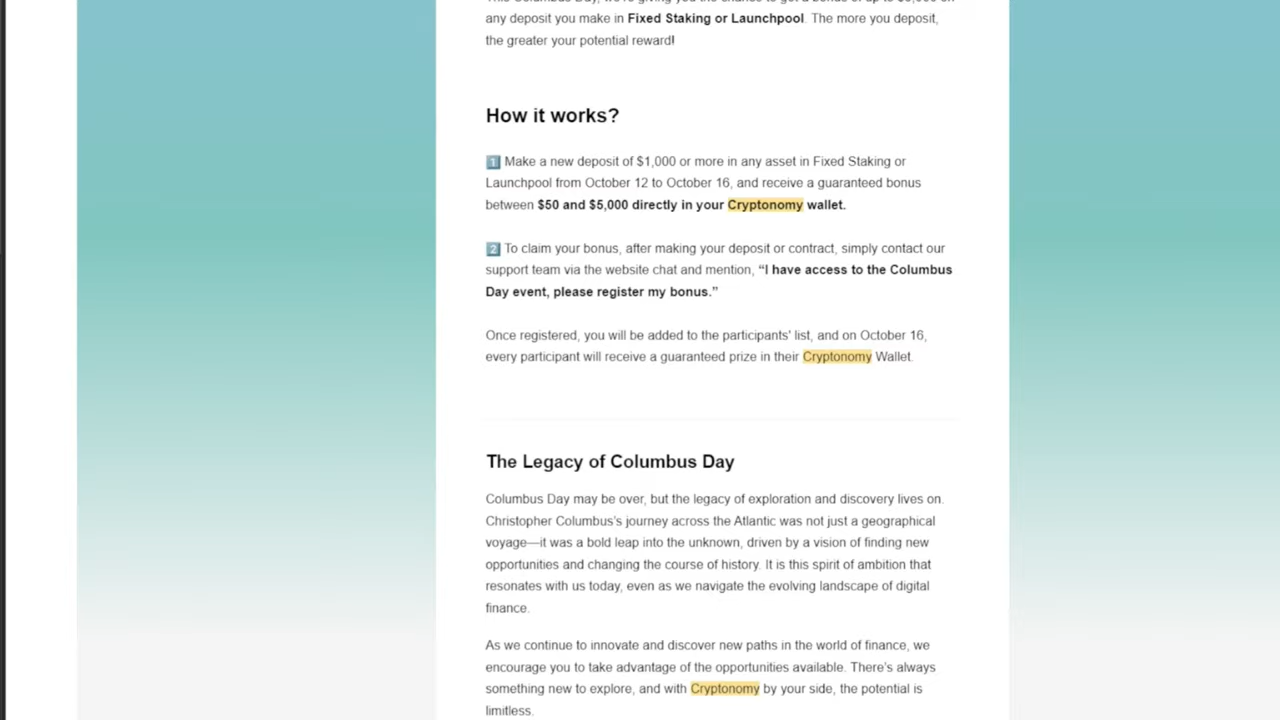 any deposit you make in Fixed Staking or Launchpool. The more you deposit,
the greater your potential reward!
How it works?
1️⃣ Make a new deposit of $1,000 or more in any asset in Fixed Staking or
Launchpool from October 12 to October 16, and receive a guaranteed bonus
between $50 and $5,000 directly in your Cryptonomy wallet.
2️⃣ To claim your bonus, after making your deposit or contract, simply contact our
support team via the website chat and mention, “I have access to the Columbus
Day event, please register my bonus.”
Once registered, you will be added to the participants' list, and on October 16,
every participant will receive a guaranteed prize in their Cryptonomy Wallet.
The Legacy of Columbus Day
Columbus Day may be over, but the legacy of exploration and discovery lives on.
Christopher Columbus’s journey across the Atlantic was not just a geographical
voyage—it was a bold leap into the unknown, driven by a vision of finding new
opportunities and changing the course of history. It is this spirit of ambition that
resonates with us today, even as we navigate the evolving landscape of digital
finance.
As we continue to innovate and discover new paths in the world of finance, we
encourage you to take advantage of the opportunities available. There’s always
something new to explore, and with Cryptonomy by your side, the potential is
limitless.